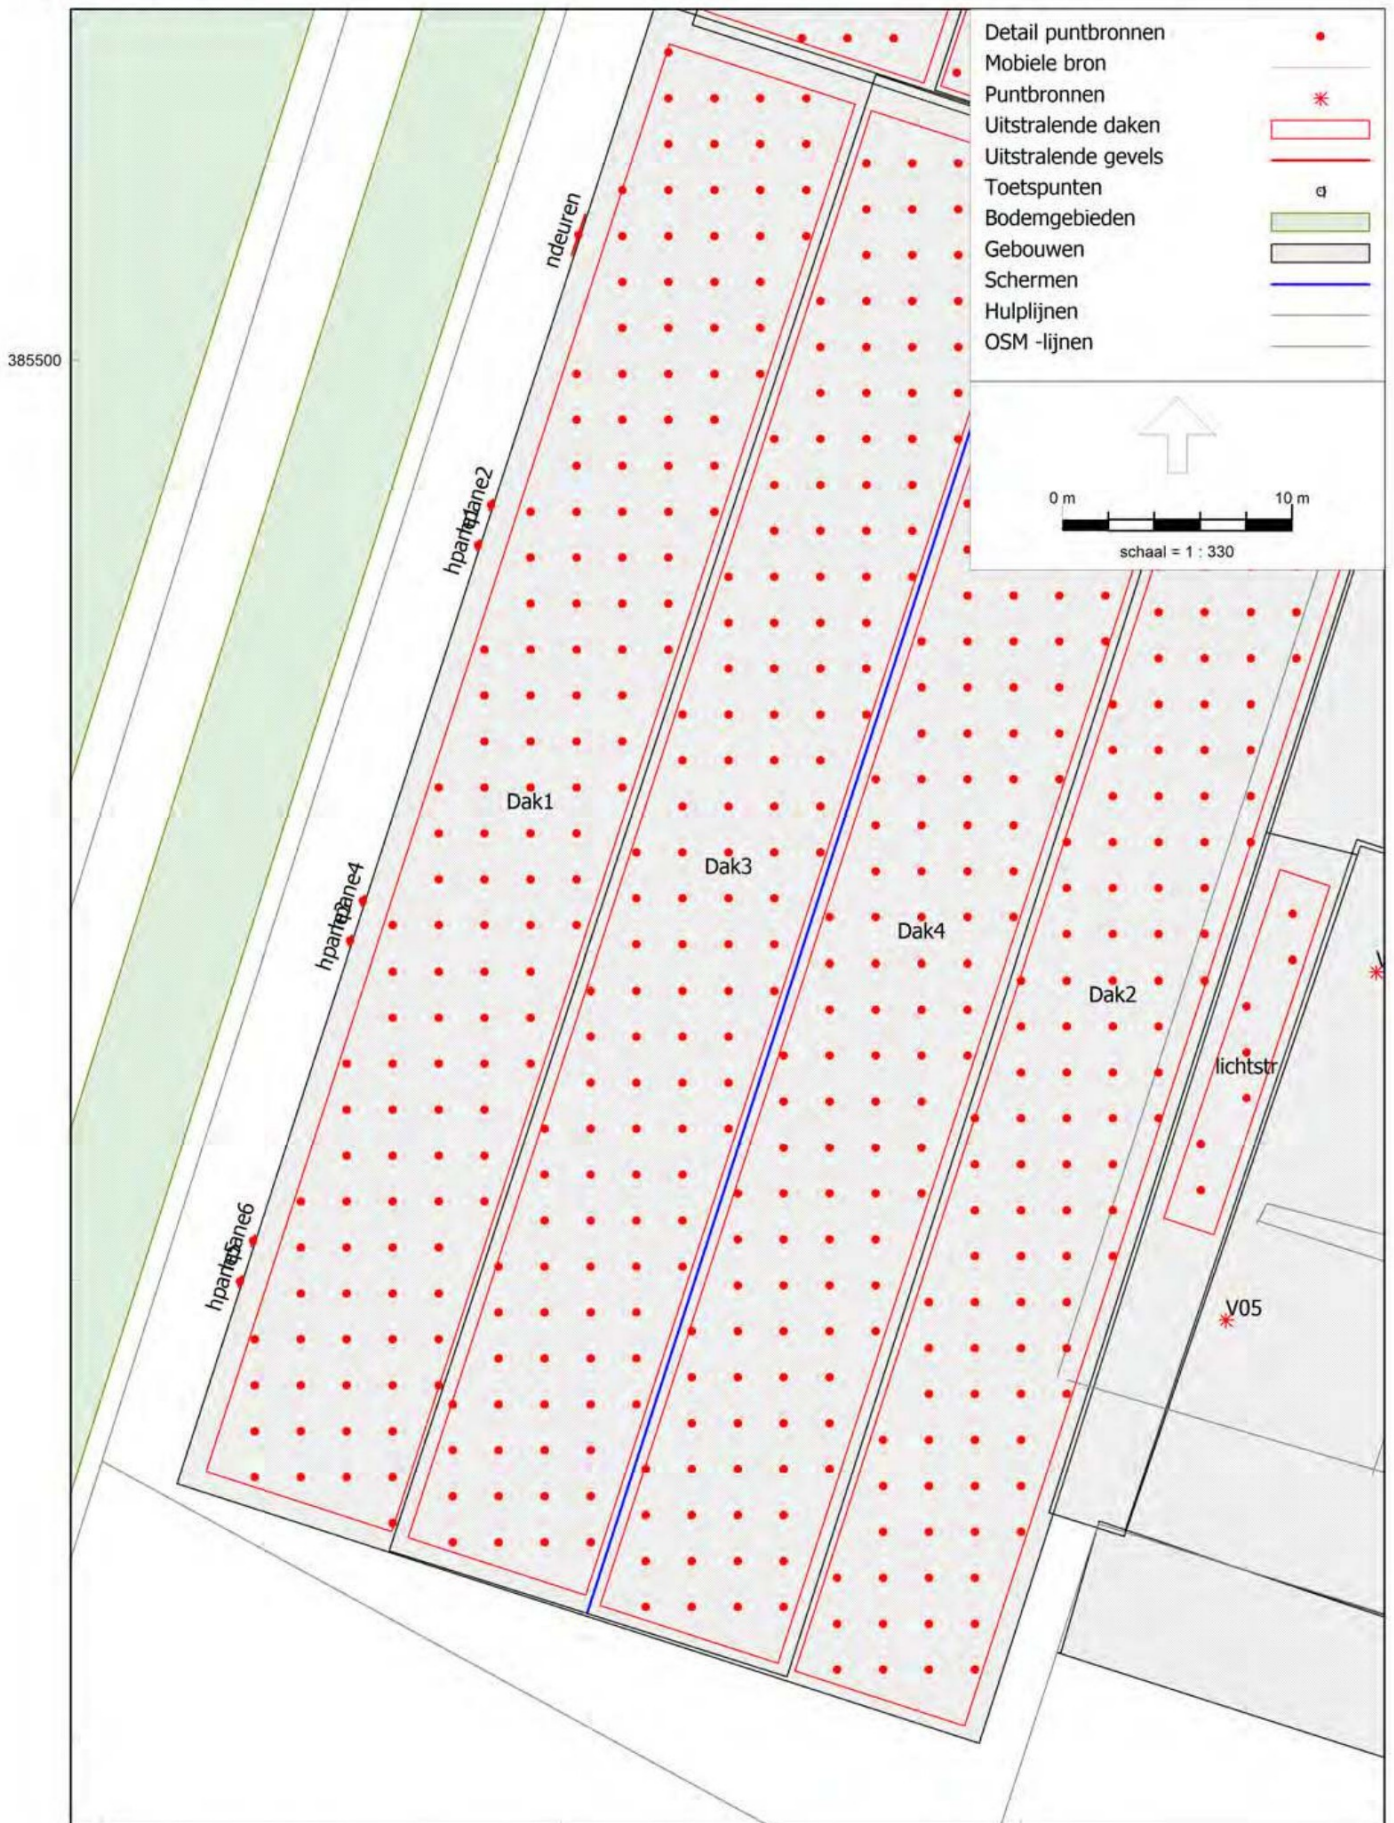 Detail puntbronnen
Mobiele bron
Puntbronnen
Uitstralende daken
Uitstralende gevels
Toetspunten
Bodemgebieden
Gebouwen
Schermen
Hulplijnen
OSM -lijnen
0 m 10 m
schaal = 1 : 330
385500
ndeuren
Dak1
Dak3
Dak4
Dak2
lichtstr
V05